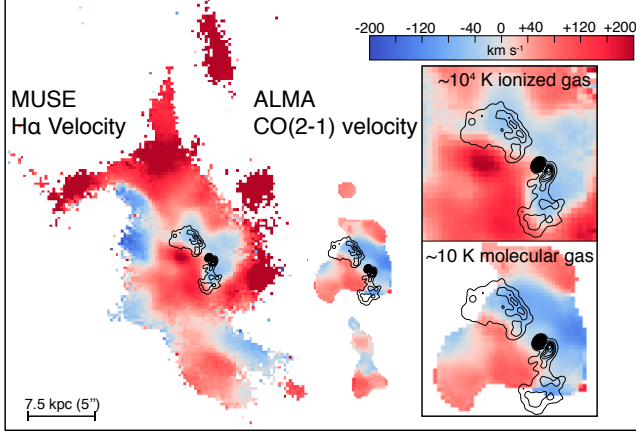 -200 -120 -40 0 +40 +120 +200
km s⁻¹
MUSE
Hα Velocity
ALMA
CO(2-1) velocity
~10⁴ K ionized gas
~10 K molecular gas
7.5 kpc (5”)